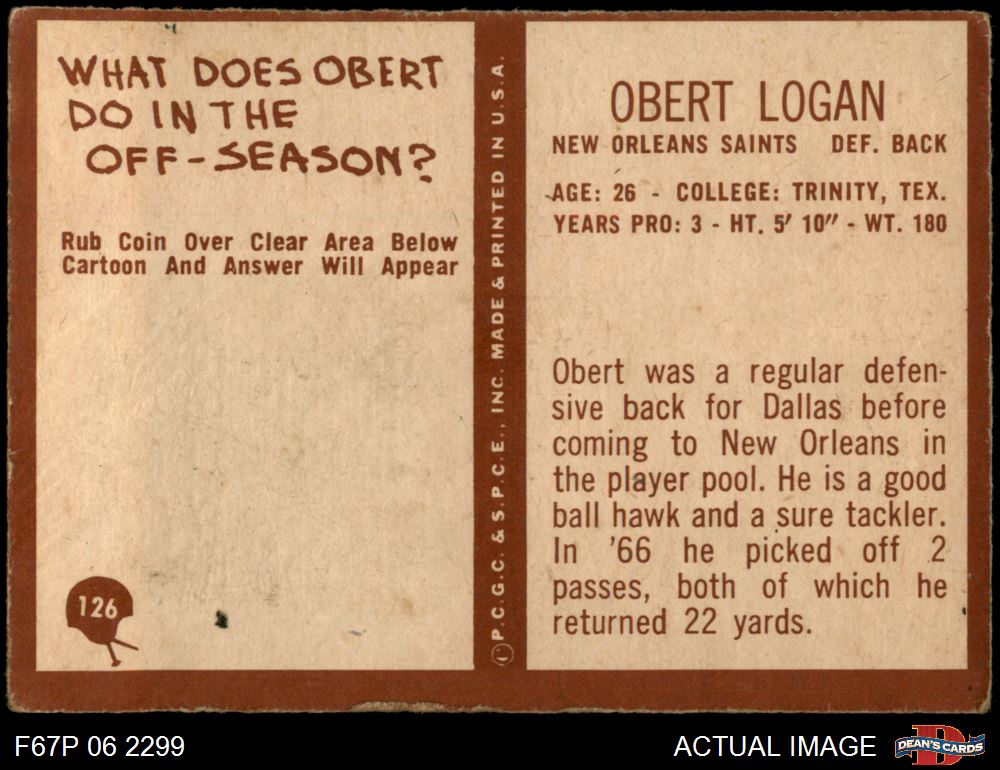 WHAT DOES OBERT
DO IN THE
OFF-SEASON?
Rub Coin Over Clear Area Below
Cartoon And Answer Will Appear
126
©P.C.G.C. & S.P.C.E., INC. MADE & PRINTED IN U.S.A.
OBERT LOGAN
NEW ORLEANS SAINTS DEF. BACK
AGE: 26 - COLLEGE: TRINITY, TEX.
YEARS PRO: 3 - HT. 5′ 10″ - WT. 180
Obert was a regular defen-
sive back for Dallas before
coming to New Orleans in
the player pool. He is a good
ball hawk and a sure tackler.
In '66 he picked off 2
passes, both of which he
returned 22 yards.
F67P 06 2299
ACTUAL IMAGE
D
DEAN'S CARDS